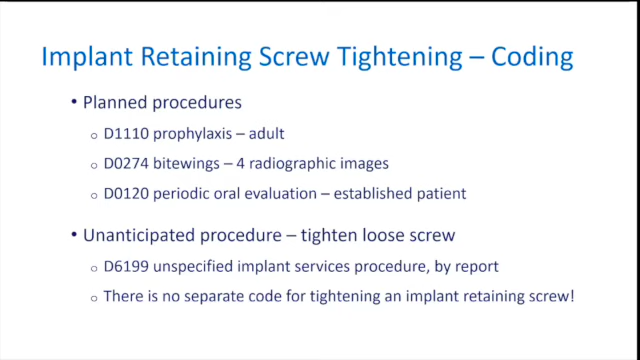 Implant Retaining Screw Tightening – Coding
• Planned procedures
o D1110 prophylaxis – adult
o D0274 bitewings – 4 radiographic images
o D0120 periodic oral evaluation – established patient
• Unanticipated procedure – tighten loose screw
o D6199 unspecified implant services procedure, by report
o There is no separate code for tightening an implant retaining screw!